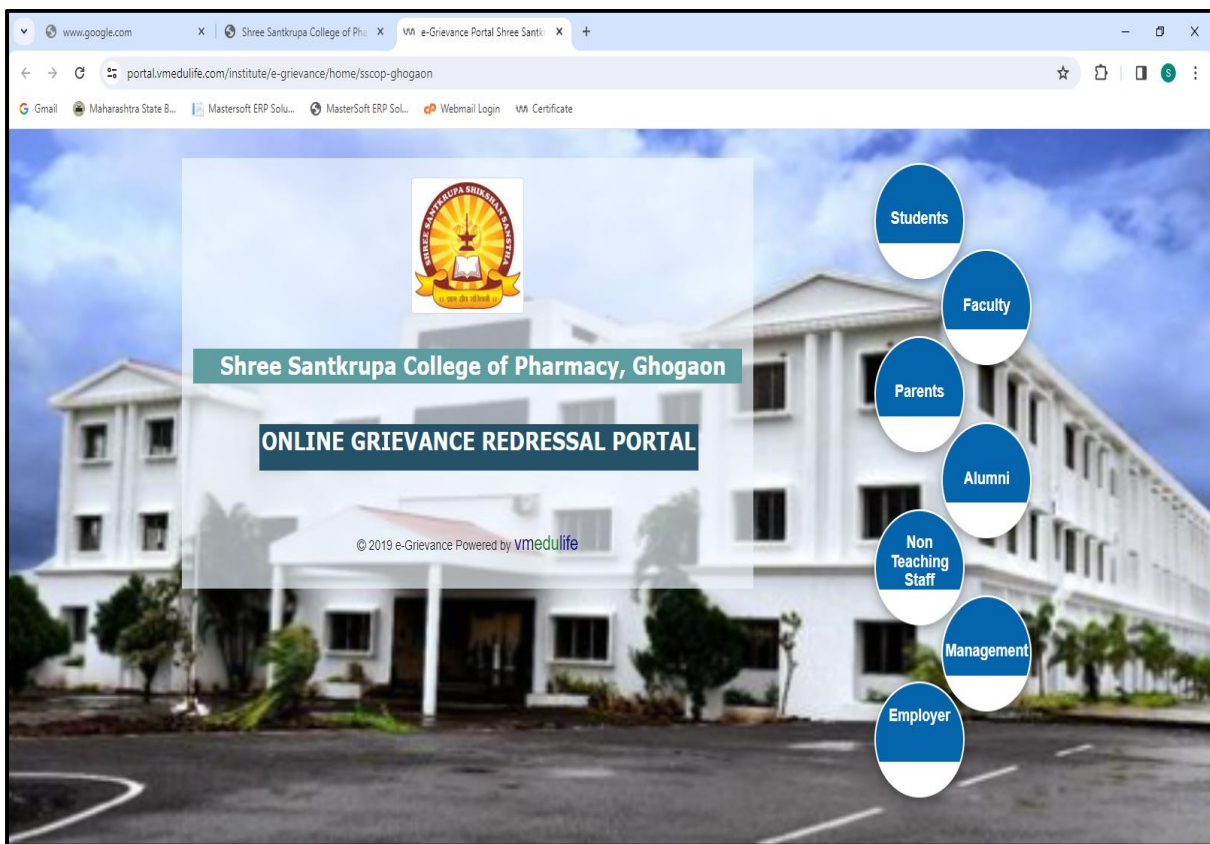 www.google.com
Shree Santkrupa College of Pha
e-Grievance Portal Shree Santk
portal.vmedulife.com/institute/e-grievance/home/sscop-ghogaon
S
Gmail
Maharashtra State B...
Mastersoft ERP Solu...
MasterSoft ERP Sol...
Webmail Login
Certificate
SHREE SANTKRUPA SHIKSHAN SANSTHA
Shree Santkrupa College of Pharmacy, Ghogaon
ONLINE GRIEVANCE REDRESSAL PORTAL
© 2019 e-Grievance Powered by vmedulife
Students
Faculty
Parents
Alumni
Non
Teaching
Staff
Management
Employer